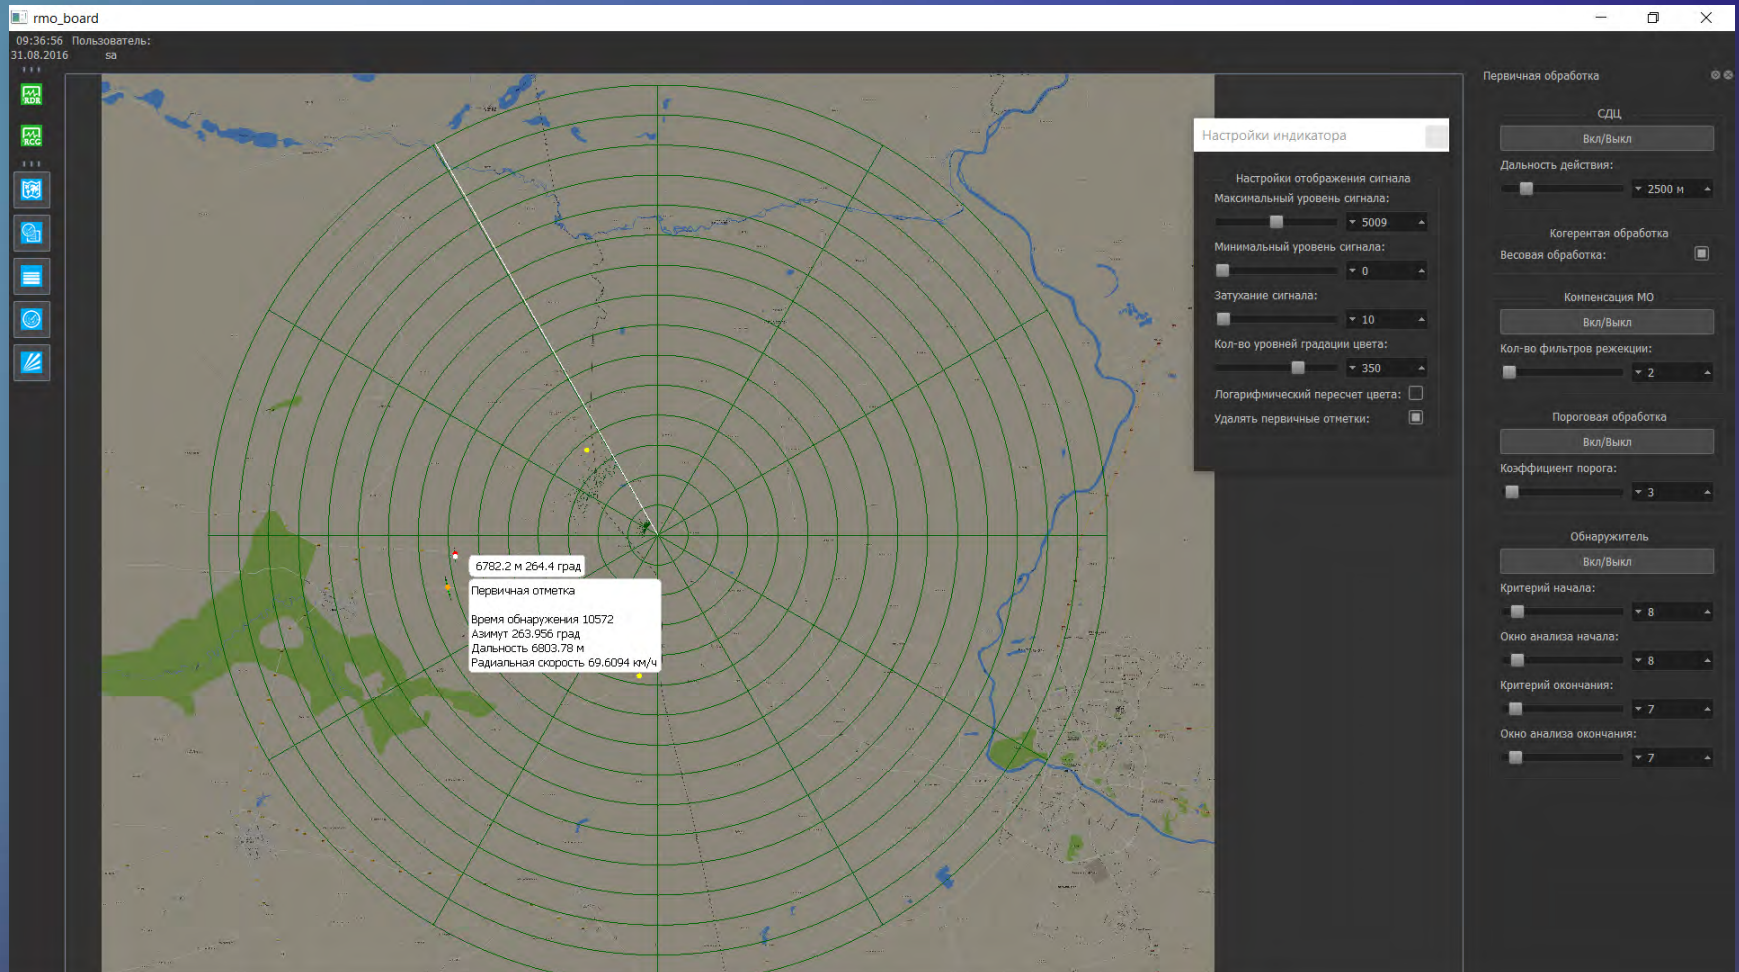 rmo_board
09:36:56 Пользователь:
31.08.2016 sa
RDR
RCG
6782.2 м 264.4 град
Первичная отметка
Время обнаружения 10572
Азимут 263.956 град
Дальность 6803.78 м
Радиальная скорость 69.6094 км/ч
Настройки индикатора
Настройки отображения сигнала
Максимальный уровень сигнала:
5009
Минимальный уровень сигнала:
0
Затухание сигнала:
10
Кол-во уровней градации цвета:
350
Логарифмический пересчет цвета:
Удалять первичные отметки:
Первичная обработка
СДЦ
Вкл/Выкл
Дальность действия:
2500 м
Когерентая обработка
Весовая обработка:
Компенсация МО
Вкл/Выкл
Кол-во фильтров режекции:
2
Пороговая обработка
Вкл/Выкл
Коэффициент порога:
3
Обнаружитель
Вкл/Выкл
Критерий начала:
8
Окно анализа начала:
8
Критерий окончания:
7
Окно анализа окончания:
7